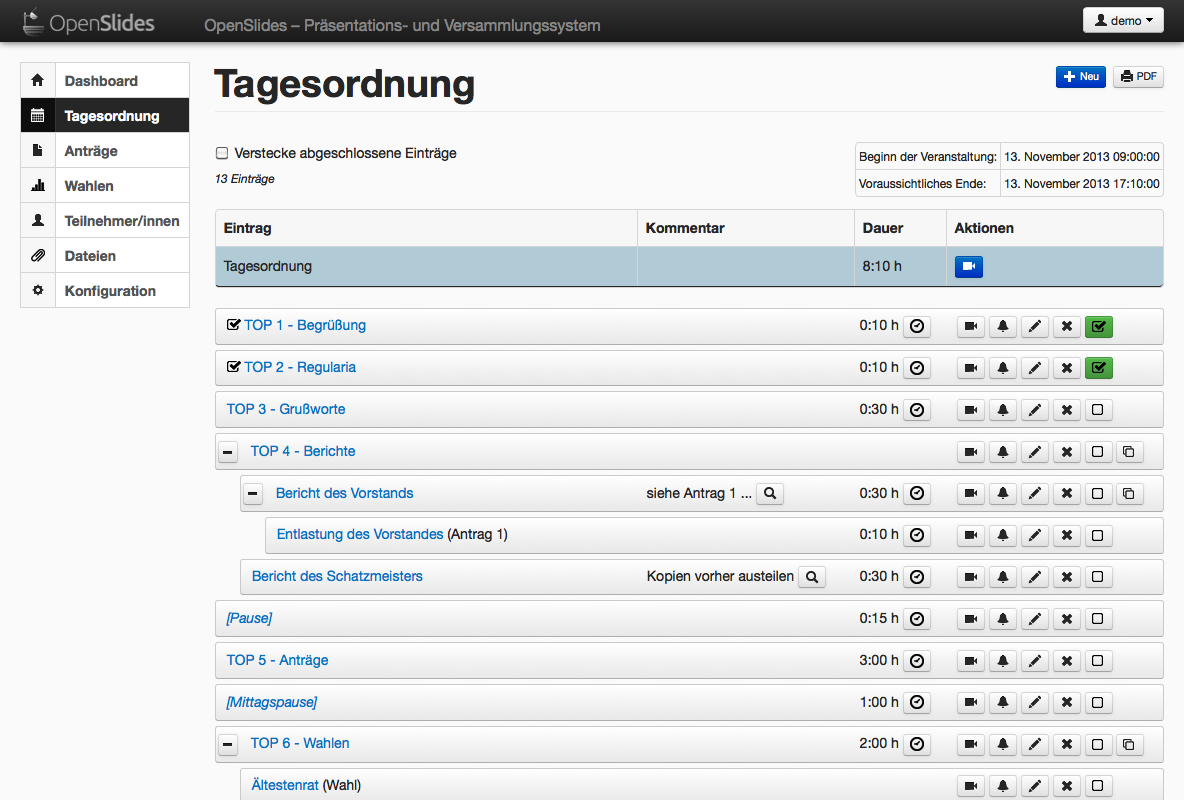 OpenSlides
OpenSlides – Präsentations- und Versammlungssystem
demo
Dashboard
Tagesordnung
Anträge
Wahlen
Teilnehmer/innen
Dateien
Konfiguration
Tagesordnung
Neu
PDF
Verstecke abgeschlossene Einträge
13 Einträge
Beginn der Veranstaltung: 13. November 2013 09:00:00
Voraussichtliches Ende: 13. November 2013 17:10:00
Eintrag Kommentar Dauer Aktionen
Tagesordnung 8:10 h
TOP 1 - Begrüßung 0:10 h
TOP 2 - Regularia 0:10 h
TOP 3 - Grußworte 0:30 h
TOP 4 - Berichte
Bericht des Vorstands siehe Antrag 1 ... 0:30 h
Entlastung des Vorstandes (Antrag 1) 0:10 h
Bericht des Schatzmeisters Kopien vorher austeilen 0:30 h
[Pause] 0:15 h
TOP 5 - Anträge 3:00 h
[Mittagspause] 1:00 h
TOP 6 - Wahlen 2:00 h
Ältestenrat (Wahl)